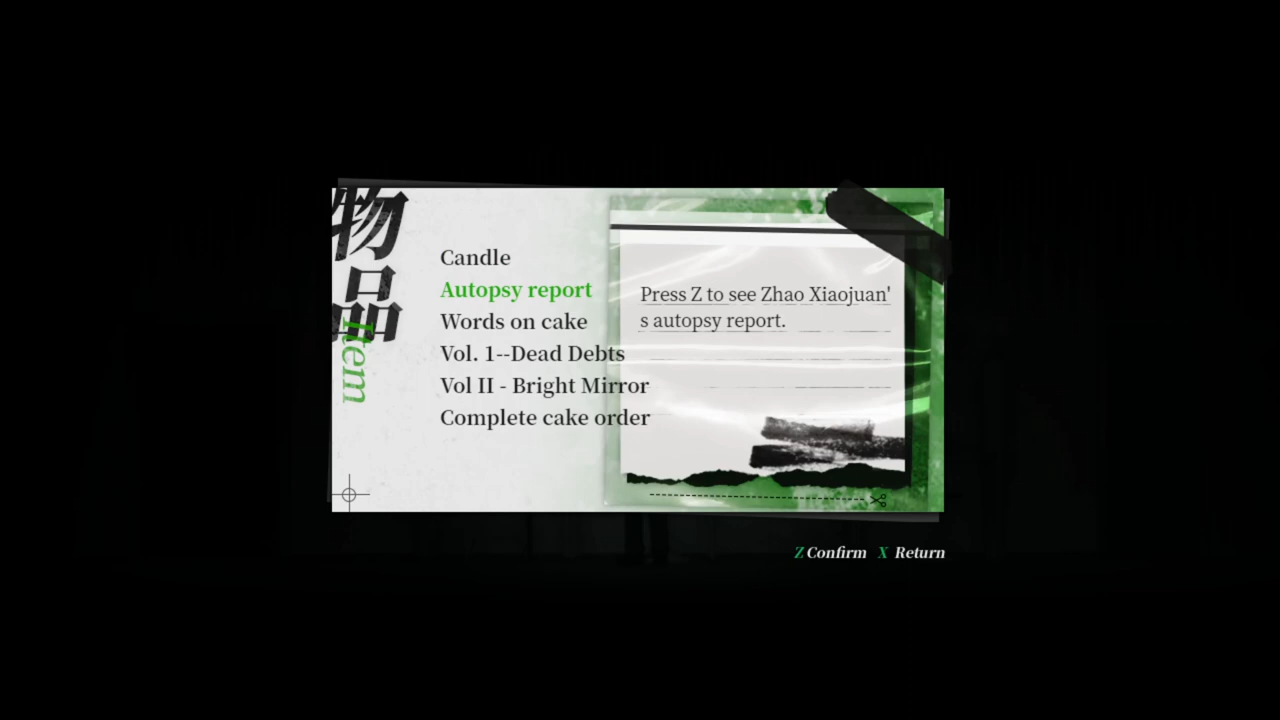 物品
Item
Candle
Autopsy report
Words on cake
Vol. 1--Dead Debts
Vol II - Bright Mirror
Complete cake order
Press Z to see Zhao Xiaojuan'
s autopsy report.
Z Confirm X Return